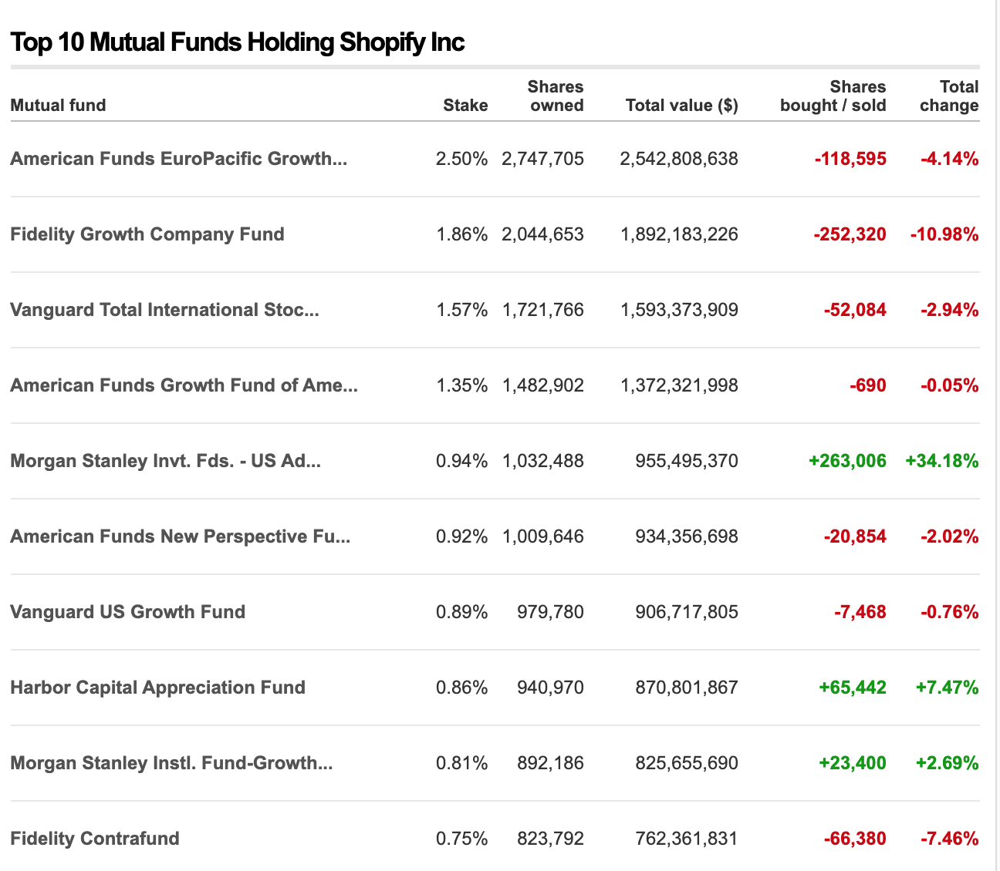 Top 10 Mutual Funds Holding Shopify Inc
Mutual fund Stake Shares owned Total value ($) Shares bought / sold Total change
American Funds EuroPacific Growth... 2.50% 2,747,705 2,542,808,638 -118,595 -4.14%
Fidelity Growth Company Fund 1.86% 2,044,653 1,892,183,226 -252,320 -10.98%
Vanguard Total International Stoc... 1.57% 1,721,766 1,593,373,909 -52,084 -2.94%
American Funds Growth Fund of Ame... 1.35% 1,482,902 1,372,321,998 -690 -0.05%
Morgan Stanley Invt. Fds. - US Ad... 0.94% 1,032,488 955,495,370 +263,006 +34.18%
American Funds New Perspective Fu... 0.92% 1,009,646 934,356,698 -20,854 -2.02%
Vanguard US Growth Fund 0.89% 979,780 906,717,805 -7,468 -0.76%
Harbor Capital Appreciation Fund 0.86% 940,970 870,801,867 +65,442 +7.47%
Morgan Stanley Instl. Fund-Growth... 0.81% 892,186 825,655,690 +23,400 +2.69%
Fidelity Contrafund 0.75% 823,792 762,361,831 -66,380 -7.46%